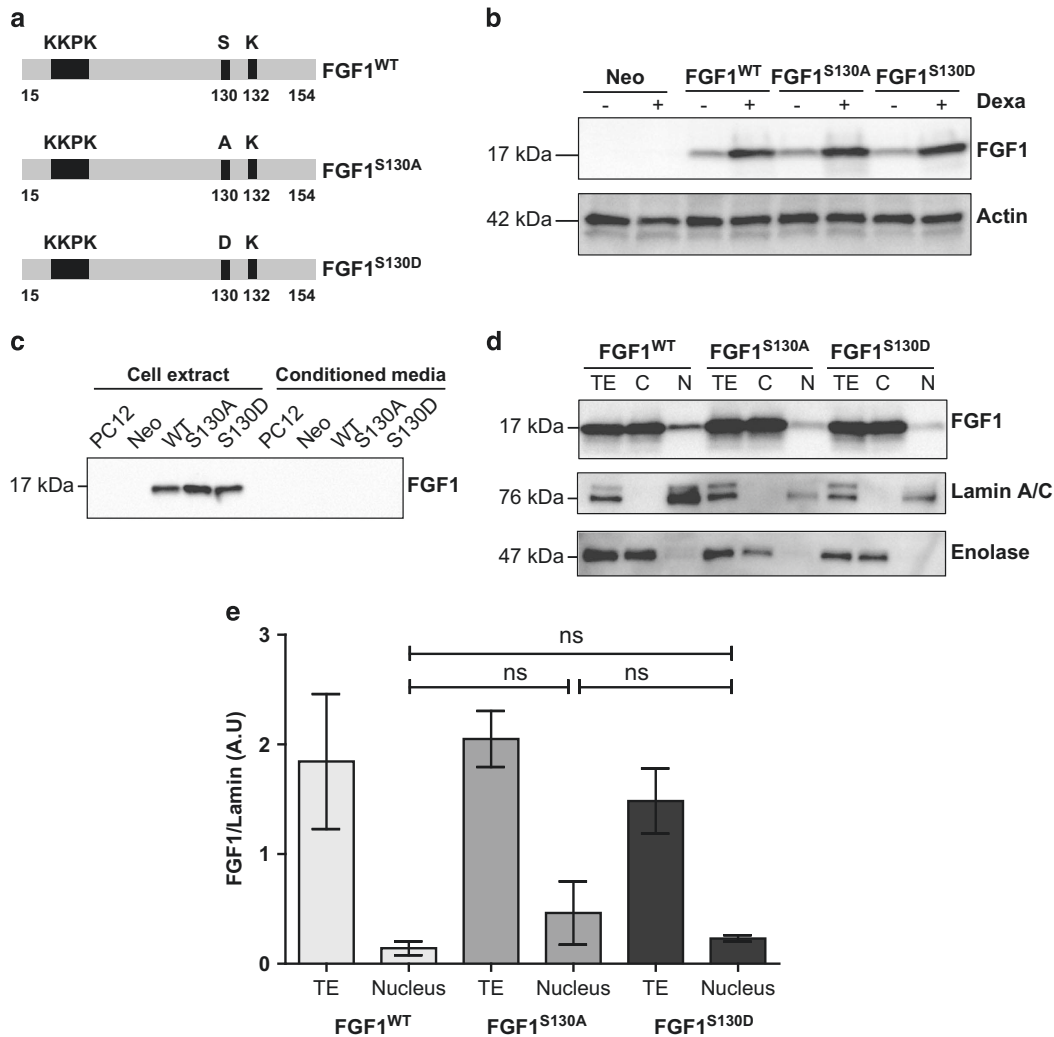 a
KKPK S K
FGF1WT
15 130 132 154
KKPK A K
FGF1S130A
15 130 132 154
KKPK D K
FGF1S130D
15 130 132 154
b
Neo FGF1WT FGF1S130A FGF1S130D
- + - + - + - + Dexa
17 kDa FGF1
42 kDa Actin
c
Cell extract Conditioned media
PC12 Neo WT S130A S130D PC12 Neo WT S130A S130D
17 kDa FGF1
d
FGF1WT FGF1S130A FGF1S130D
TE C N TE C N TE C N
17 kDa FGF1
76 kDa Lamin A/C
47 kDa Enolase
e
FGF1/Lamin (A.U)
3
2
1
0
ns
ns ns
TE Nucleus TE Nucleus TE Nucleus
FGF1WT FGF1S130A FGF1S130D